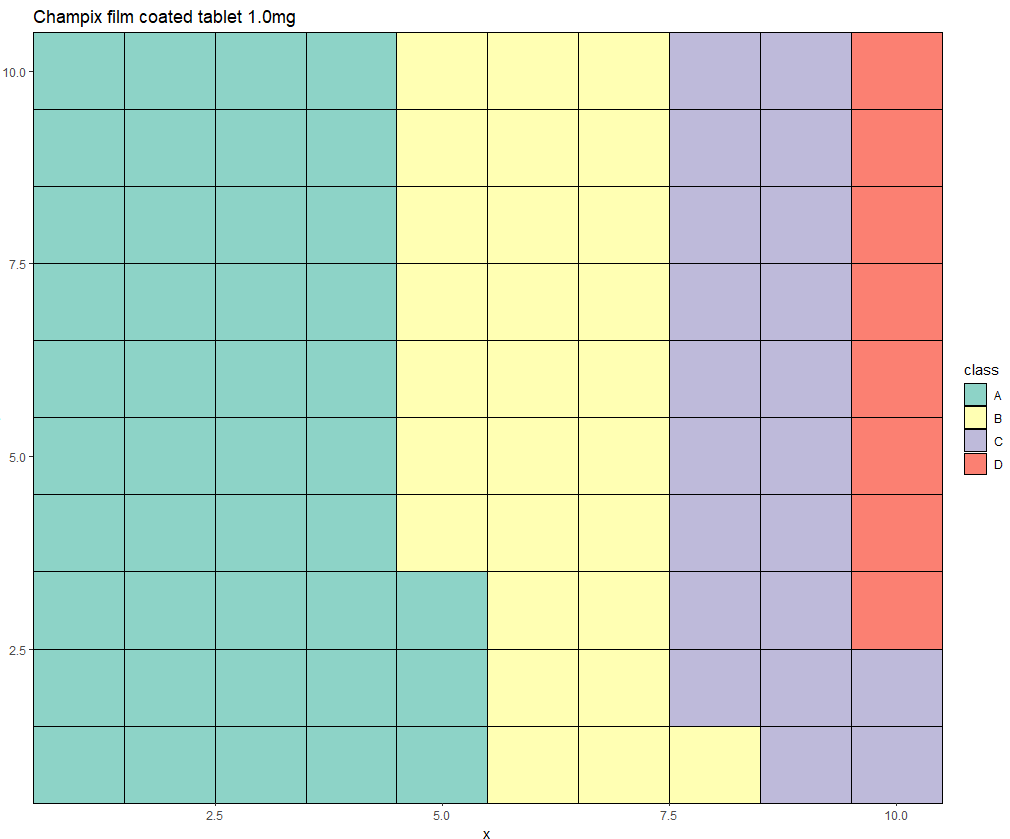 Champix film coated tablet 1.0mg
10.0
7.5
5.0
2.5
2.5
5.0
7.5
10.0
x
class
A
B
C
D